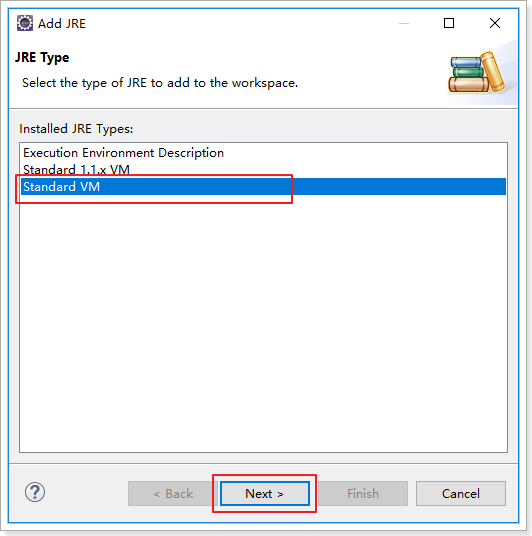 Add JRE
JRE Type
Select the type of JRE to add to the workspace.
Installed JRE Types:
Execution Environment Description
Standard 1.1.x VM
Standard VM
?
< Back Next > Finish Cancel